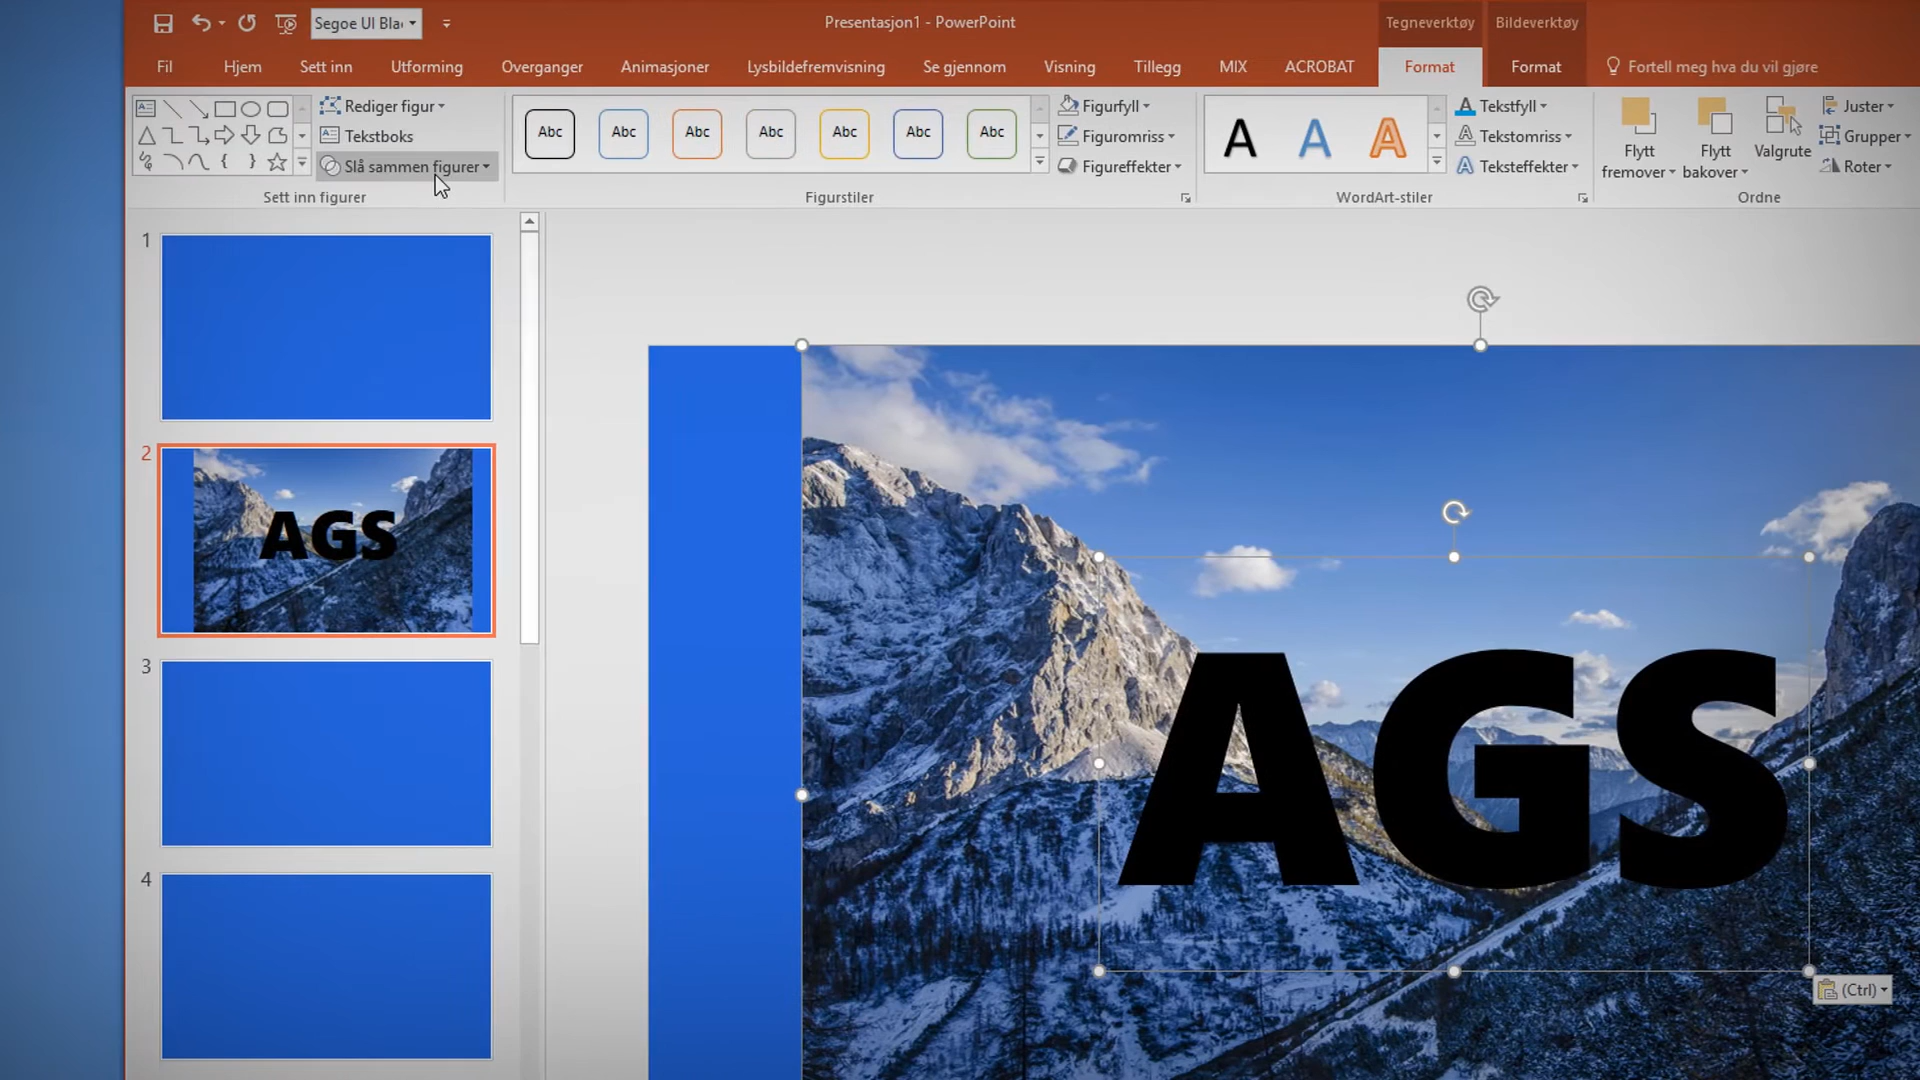 Segoe UI Bla
Presentasjon1 - PowerPoint
Tegneverktøy
Bildeverktøy
Fil
Hjem
Sett inn
Utforming
Overganger
Animasjoner
Lysbildefremvisning
Se gjennom
Visning
Tillegg
MIX
ACROBAT
Format
Format
Fortell meg hva du vil gjøre
Rediger figur
Tekstboks
Slå sammen figurer
Sett inn figurer
Abc
Abc
Abc
Abc
Abc
Abc
Abc
Figurfyll
Figuromriss
Figureffekter
Figurstiler
A
A
A
Tekstfyll
Tekstomriss
Teksteffekter
WordArt-stiler
Flytt
fremover
Flytt
bakover
Valgrute
Juster
Grupper
Roter
Ordne
1
2
AGS
3
4
AGS
(Ctrl)